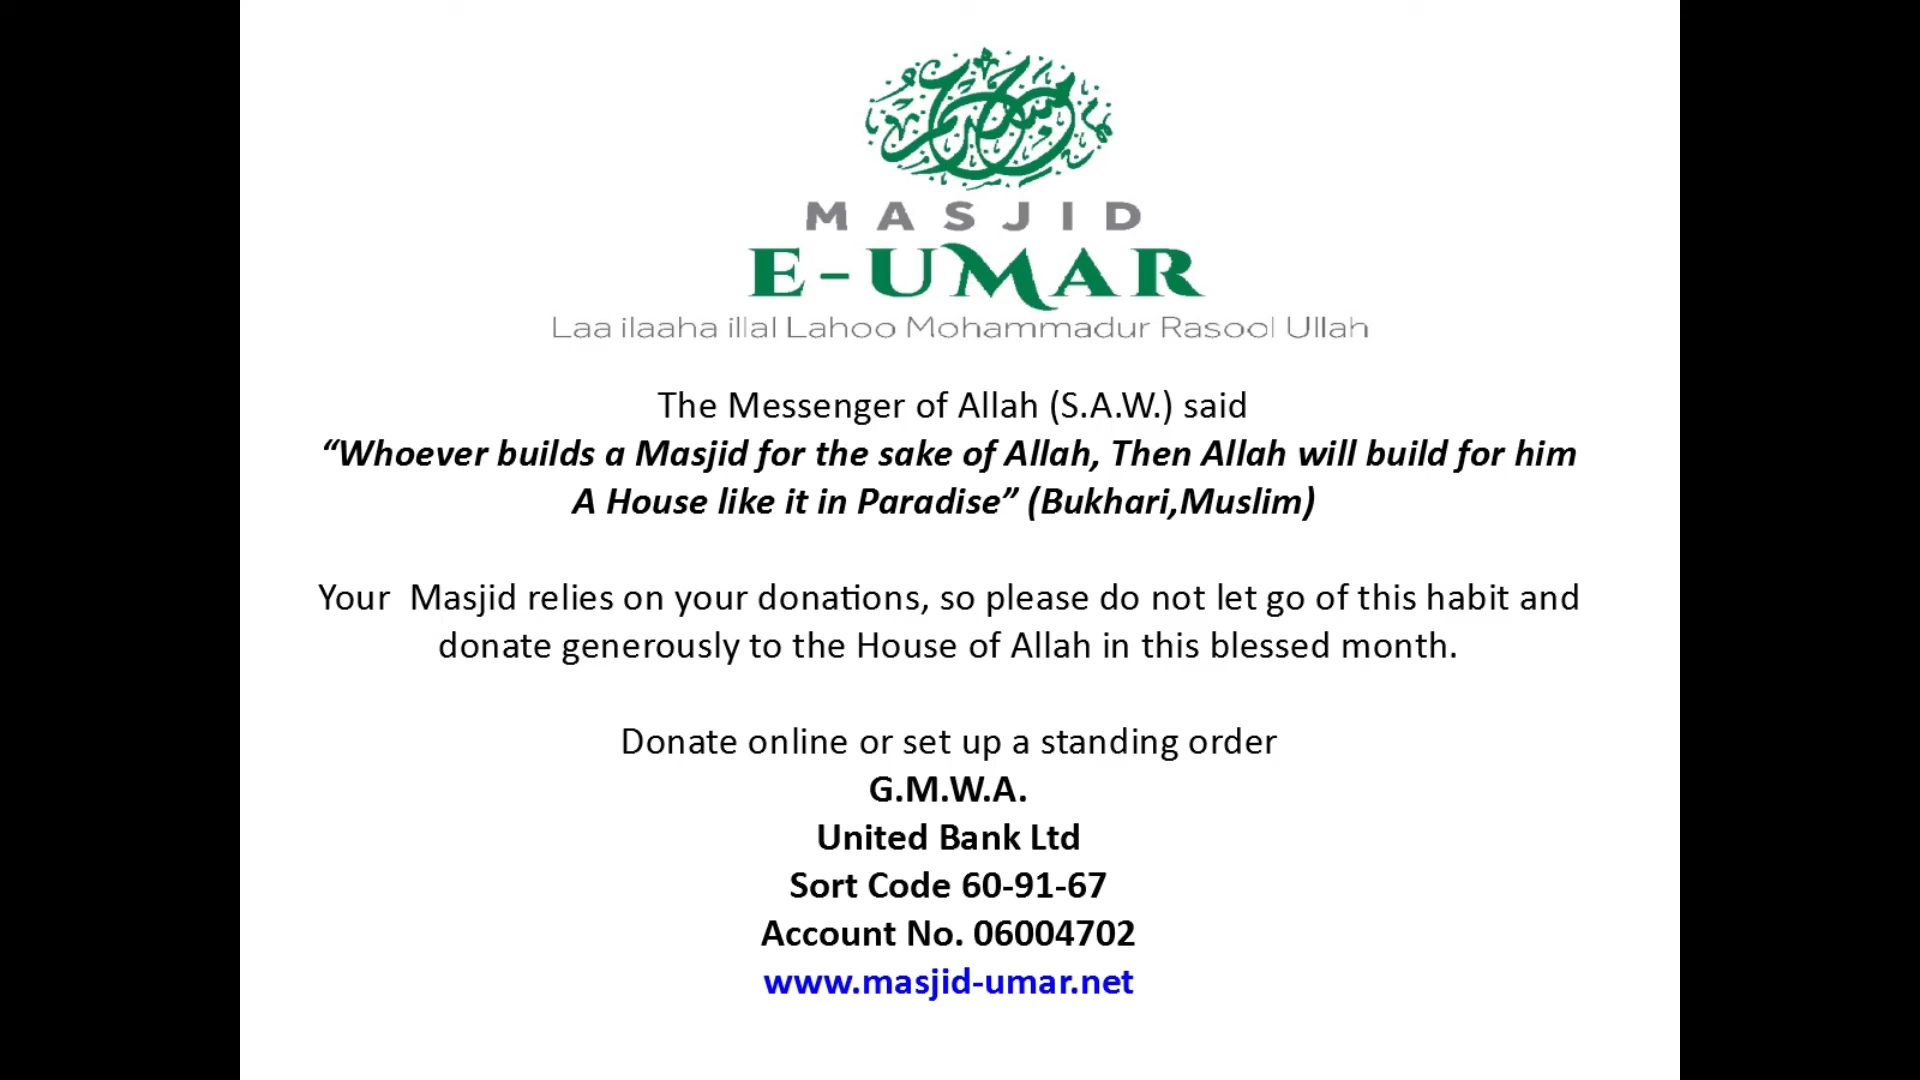 MASJID
E-UMAR
Laa ilaaha illal Lahoo Mohammadur Rasool Ullah
The Messenger of Allah (S.A.W.) said
“Whoever builds a Masjid for the sake of Allah, Then Allah will build for him
A House like it in Paradise” (Bukhari,Muslim)
Your  Masjid relies on your donations, so please do not let go of this habit and
donate generously to the House of Allah in this blessed month.
Donate online or set up a standing order
G.M.W.A.
United Bank Ltd
Sort Code 60-91-67
Account No. 06004702
www.masjid-umar.net